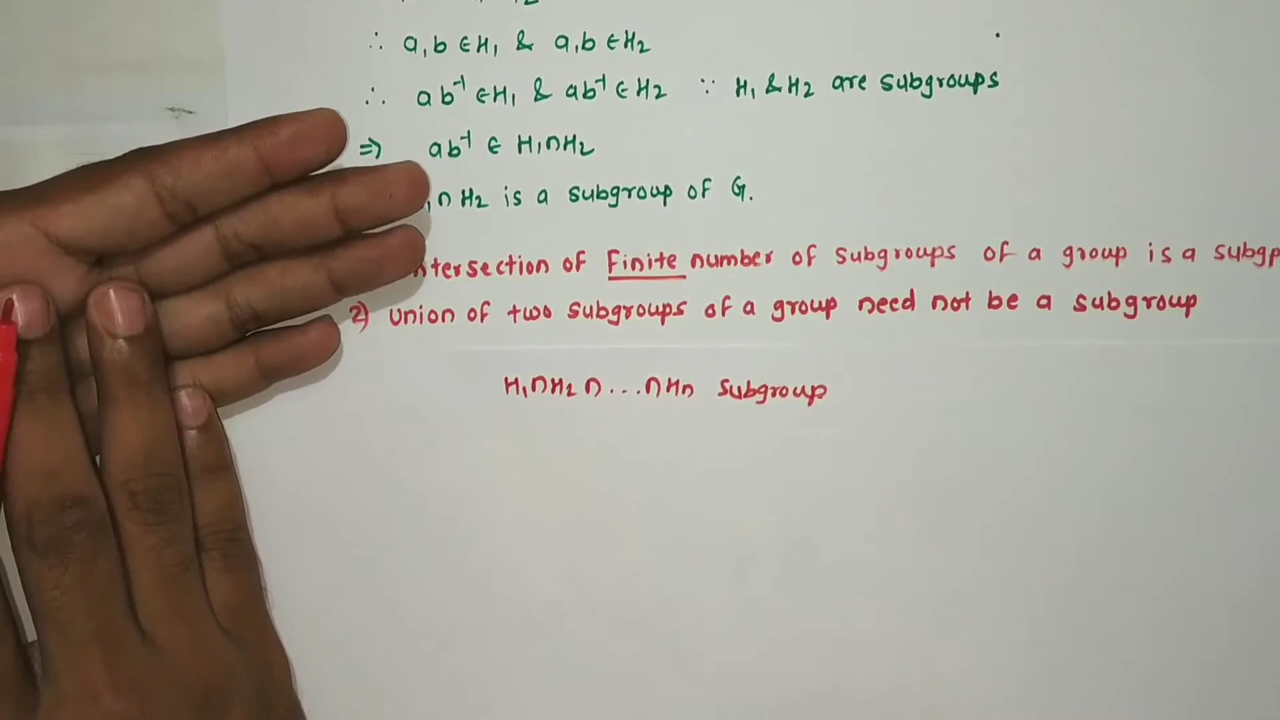 ∴ a,b ∈ H₁ & a,b ∈ H₂
∴ ab⁻¹ ∈ H₁ & ab⁻¹ ∈ H₂ ∵ H₁ & H₂ are subgroups
⇒ ab⁻¹ ∈ H₁∩H₂
∩ H₂ is a subgroup of G.
ntersection of Finite number of subgroups of a group is a subgp
2) Union of two subgroups of a group need not be a subgroup
H₁∩H₂∩...∩Hn subgroup